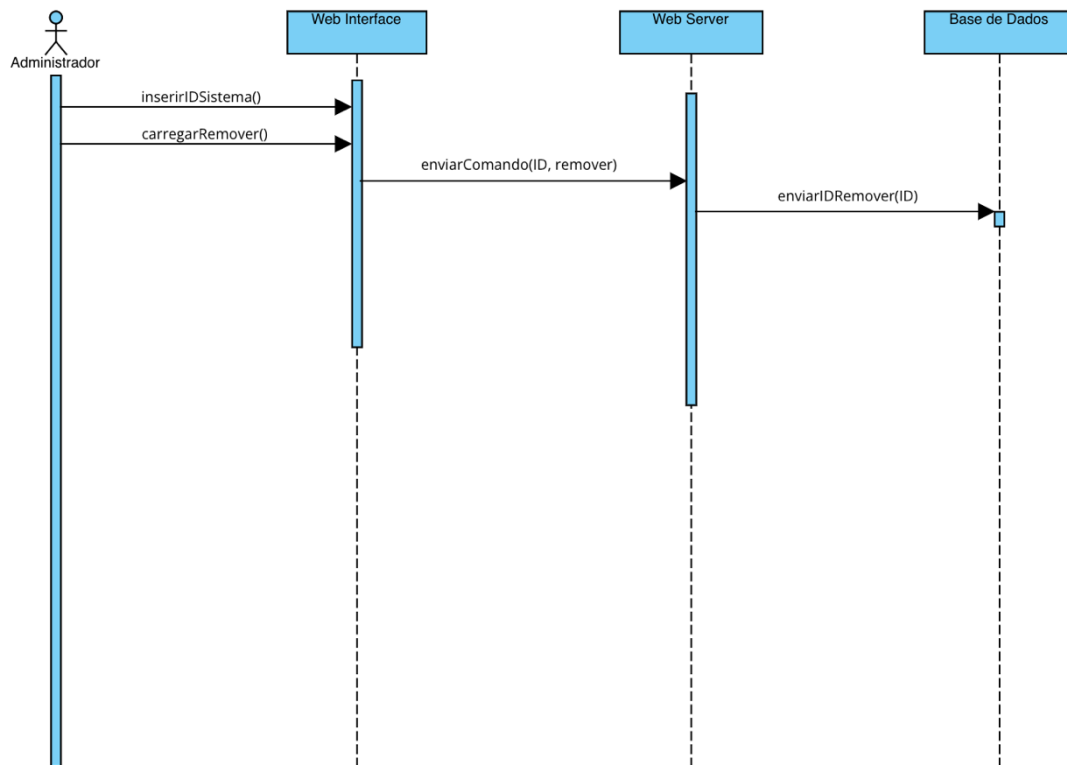 Web Interface
Web Server
Base de Dados
Administrador
inserirIDSistema()
carregarRemover()
enviarComando(ID, remover)
enviarIDRemover(ID)